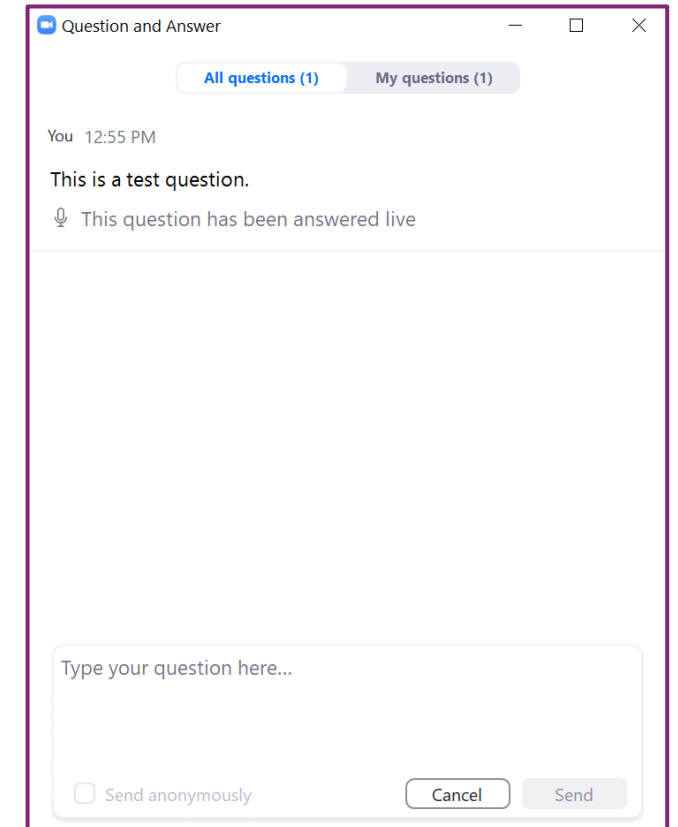 Question and Answer
All questions (1) My questions (1)
You 12:55 PM
This is a test question.
This question has been answered live
Type your question here...
Send anonymously Cancel Send